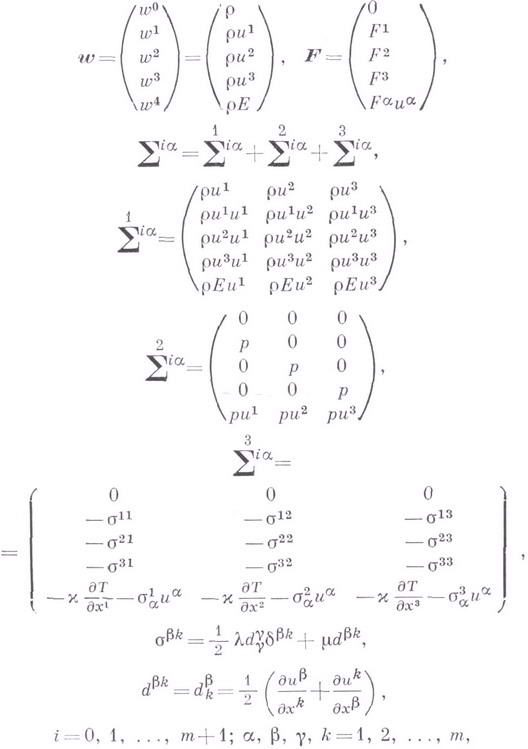 $$\boldsymbol{w}=\begin{pmatrix} w^0 \\ w^1 \\ w^2 \\ w^3 \\ w^4 \end{pmatrix}=\begin{pmatrix} \rho \\ \rho u^1 \\ \rho u^2 \\ \rho u^3 \\ \rho E \end{pmatrix}, \quad \boldsymbol{F}=\begin{pmatrix} 0 \\ F^1 \\ F^2 \\ F^3 \\ F^\alpha u^\alpha \end{pmatrix},$$
$$\sum{}^{i\alpha}=\overset{1}{\sum}{}^{i\alpha}+\overset{2}{\sum}{}^{i\alpha}+\overset{3}{\sum}{}^{i\alpha},$$
$$\overset{1}{\sum}{}^{i\alpha}=\begin{pmatrix} \rho u^1 & \rho u^2 & \rho u^3 \\ \rho u^1 u^1 & \rho u^1 u^2 & \rho u^1 u^3 \\ \rho u^2 u^1 & \rho u^2 u^2 & \rho u^2 u^3 \\ \rho u^3 u^1 & \rho u^3 u^2 & \rho u^3 u^3 \\ \rho E u^1 & \rho E u^2 & \rho E u^3 \end{pmatrix},$$
$$\overset{2}{\sum}{}^{i\alpha}=\begin{pmatrix} 0 & 0 & 0 \\ p & 0 & 0 \\ 0 & p & 0 \\ 0 & 0 & p \\ pu^1 & pu^2 & pu^3 \end{pmatrix},$$
$$\overset{3}{\sum}{}^{i\alpha}=$$
$$=\begin{pmatrix} 0 & 0 & 0 \\ -\sigma^{11} & -\sigma^{12} & -\sigma^{13} \\ -\sigma^{21} & -\sigma^{22} & -\sigma^{23} \\ -\sigma^{31} & -\sigma^{32} & -\sigma^{33} \\ -\varkappa\frac{\partial T}{\partial x^1}-\sigma^1_\alpha u^\alpha & -\varkappa\frac{\partial T}{\partial x^2}-\sigma^2_\alpha u^\alpha & -\varkappa\frac{\partial T}{\partial x^3}-\sigma^3_\alpha u^\alpha \end{pmatrix},$$
$$\sigma^{\beta k}=\frac{1}{2}\lambda d^\gamma_\gamma \delta^{\beta k}+\mu d^{\beta k},$$
$$d^{\beta k}=d^\beta_k=\frac{1}{2}\left(\frac{\partial u^\beta}{\partial x^k}+\frac{\partial u^k}{\partial x^\beta}\right),$$
$$i=0, 1, \ldots, m+1; \ \alpha, \beta, \gamma, k=1, 2, \ldots, m,$$